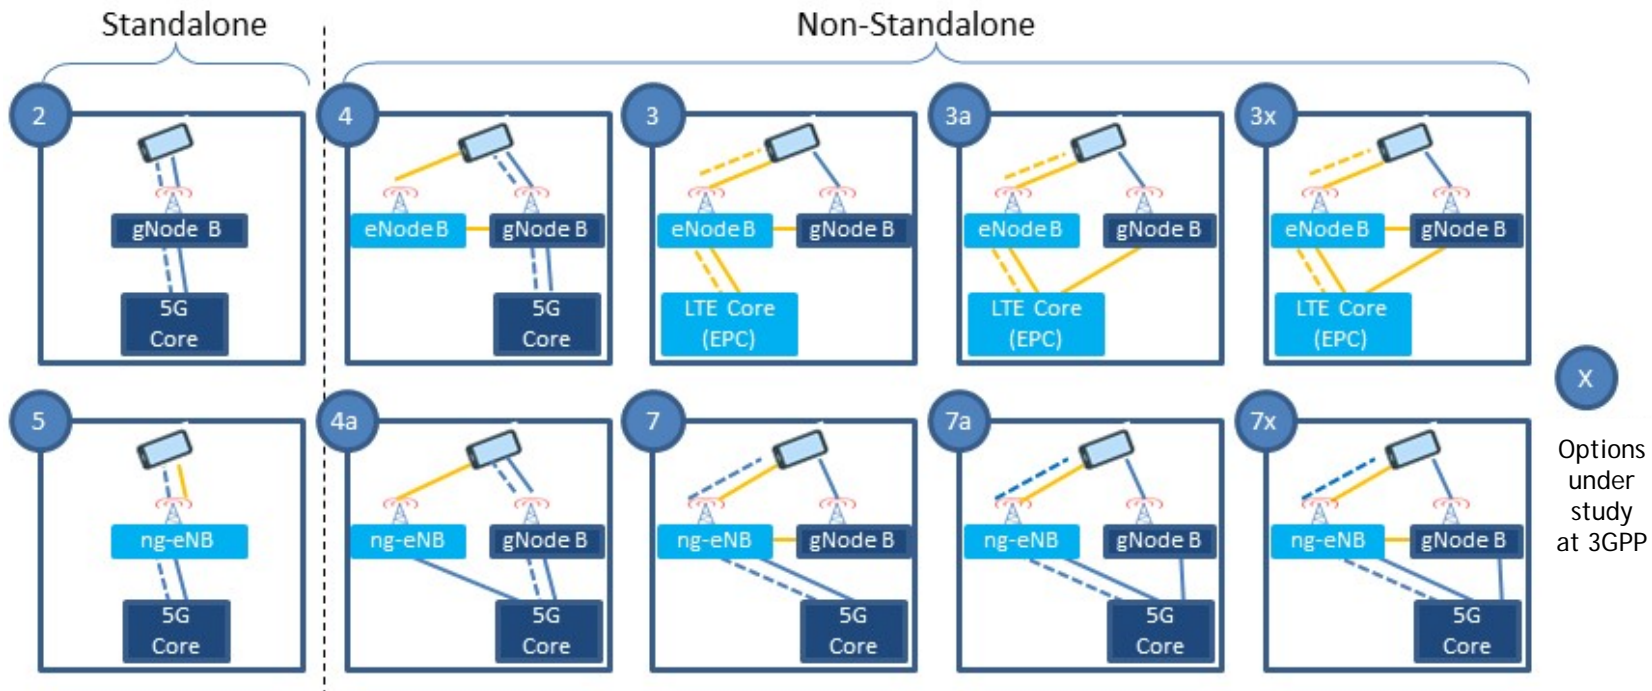 Standalone
Non-Standalone
2
gNode B
5G
Core
4
eNode B
gNode B
5G
Core
3
eNode B
gNode B
LTE Core
(EPC)
3a
eNode B
gNode B
LTE Core
(EPC)
3x
eNode B
gNode B
LTE Core
(EPC)
5
ng-eNB
5G
Core
4a
ng-eNB
gNode B
5G
Core
7
ng-eNB
gNode B
5G
Core
7a
ng-eNB
gNode B
5G
Core
7x
ng-eNB
gNode B
5G
Core
X
Options
under
study
at 3GPP